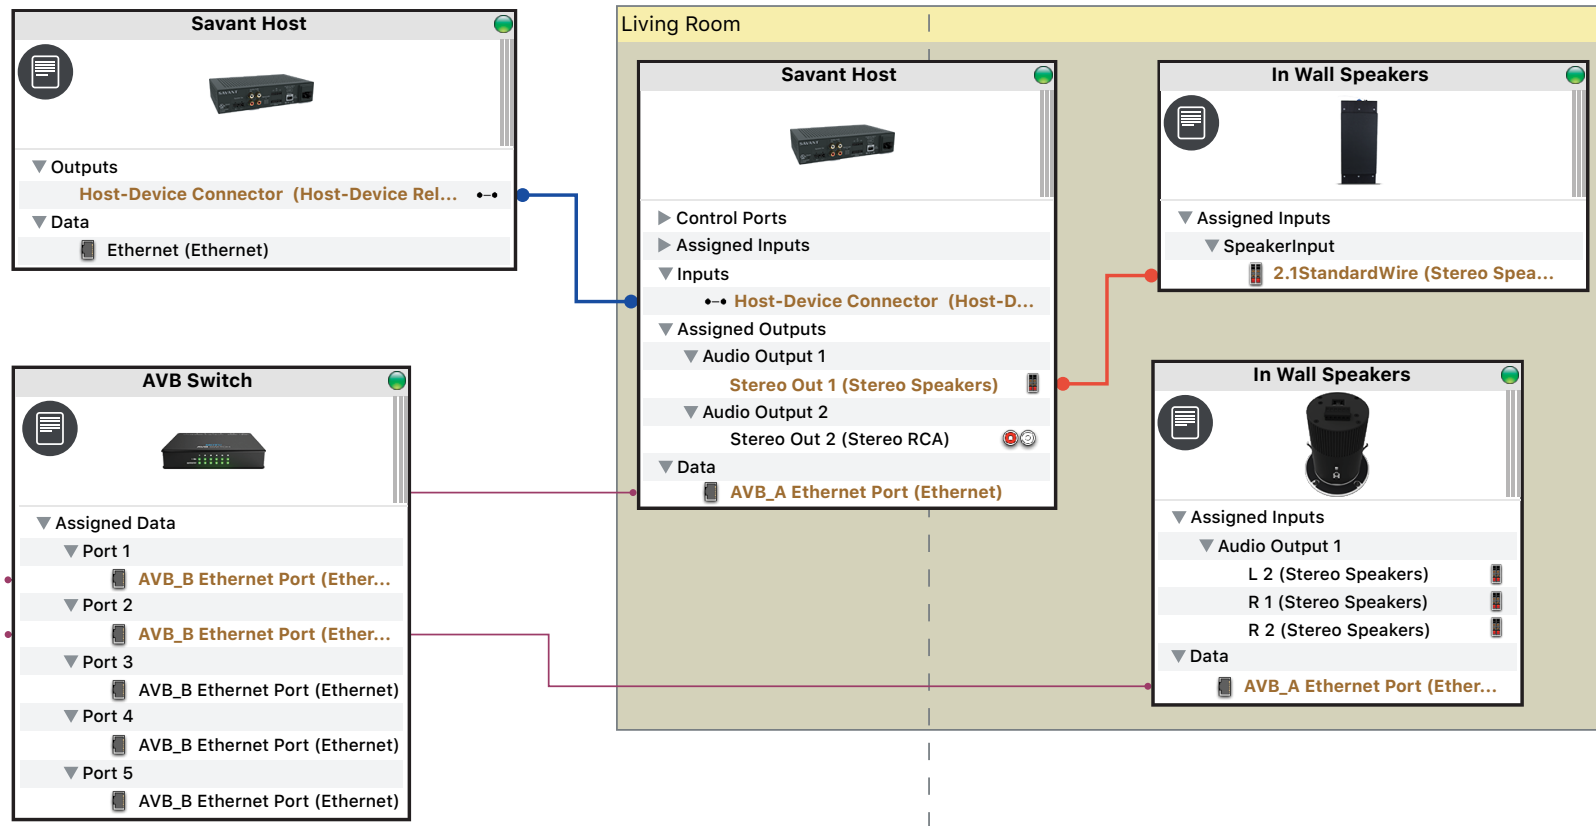 Savant Host
SAVANT
Outputs
Host-Device Connector (Host-Device Rel...
Data
Ethernet (Ethernet)
AVB Switch
Assigned Data
Port 1
AVB_B Ethernet Port (Ether...
Port 2
AVB_B Ethernet Port (Ether...
Port 3
AVB_B Ethernet Port (Ethernet)
Port 4
AVB_B Ethernet Port (Ethernet)
Port 5
AVB_B Ethernet Port (Ethernet)
Living Room
Savant Host
SAVANT
Control Ports
Assigned Inputs
Inputs
Host-Device Connector (Host-D...
Assigned Outputs
Audio Output 1
Stereo Out 1 (Stereo Speakers)
Audio Output 2
Stereo Out 2 (Stereo RCA)
Data
AVB_A Ethernet Port (Ethernet)
In Wall Speakers
Assigned Inputs
SpeakerInput
2.1StandardWire (Stereo Spea...
In Wall Speakers
Assigned Inputs
Audio Output 1
L 2 (Stereo Speakers)
R 1 (Stereo Speakers)
R 2 (Stereo Speakers)
Data
AVB_A Ethernet Port (Ether...